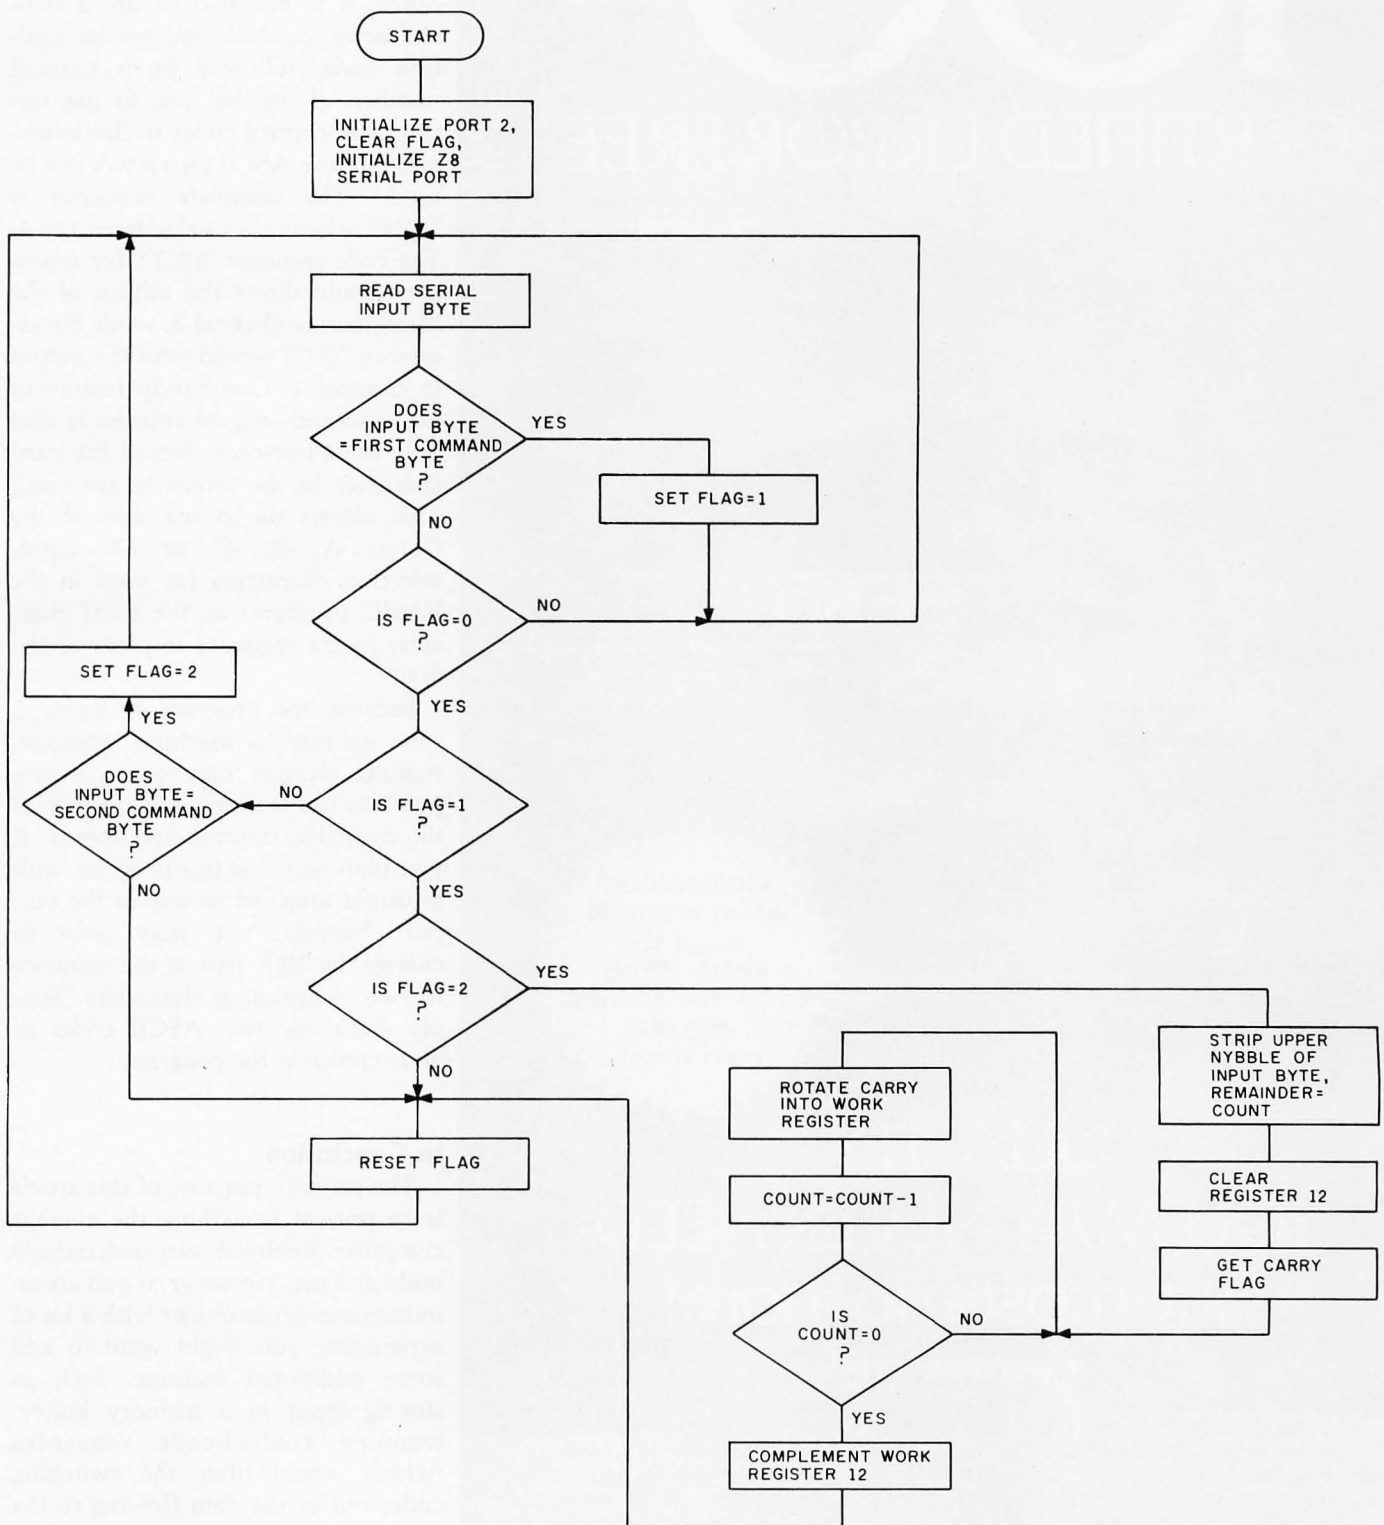 START
INITIALIZE PORT 2,
CLEAR FLAG,
INITIALIZE Z8
SERIAL PORT
READ SERIAL
INPUT BYTE
DOES
INPUT BYTE
=FIRST COMMAND
BYTE
?
YES
SET FLAG=1
NO
IS FLAG=0
?
NO
YES
SET FLAG=2
YES
DOES
INPUT BYTE=
SECOND COMMAND
BYTE
?
NO
IS FLAG=1
?
NO
YES
IS FLAG=2
?
YES
NO
RESET FLAG
STRIP UPPER
NYBBLE OF
INPUT BYTE,
REMAINDER=
COUNT
CLEAR
REGISTER 12
GET CARRY
FLAG
ROTATE CARRY
INTO WORK
REGISTER
COUNT=COUNT-1
IS
COUNT=0
?
NO
YES
COMPLEMENT WORK
REGISTER 12